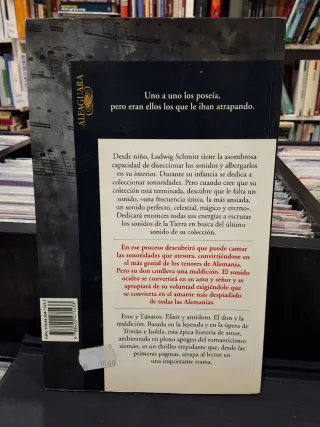 ALFAGUARA
Uno a uno los poseía,
pero eran ellos los que le iban atrapando.
Desde niño, Ludwig Schmitt tiene la asombrosa
capacidad de diseccionar los sonidos y albergarlos
en su interior. Durante su infancia se dedica a
coleccionar sonoridades. Pero cuando cree que su
colección está terminada, descubre que le falta un
sonido, «una frecuencia única, la más ansiada,
un sonido perfecto, celestial, mágico y eterno».
Dedicará entonces todas sus energías a escrutar
los sonidos de la Tierra en busca del último
sonido de su colección.
En ese proceso descubrirá que puede cantar
las sonoridades que atesora, convirtiéndose en
el más genial de los tenores de Alemania.
Pero su don conlleva una maldición. El sonido
oculto se convertirá en su amo y señor y se
apropiará de su voluntad exigiéndole que
se convierta en el amante más despiadado
de todas las Alemanias.
Eros y Tánatos. Elixir y antídoto. El don y la
maldición. Basada en la leyenda y en la ópera de
Tristán e Isolda, esta épica historia de amor,
ambientada en pleno apogeo del romanticismo
alemán, es un thriller trepidante que, desde las
primeras páginas, atrapa al lector en
una inquietante trama.